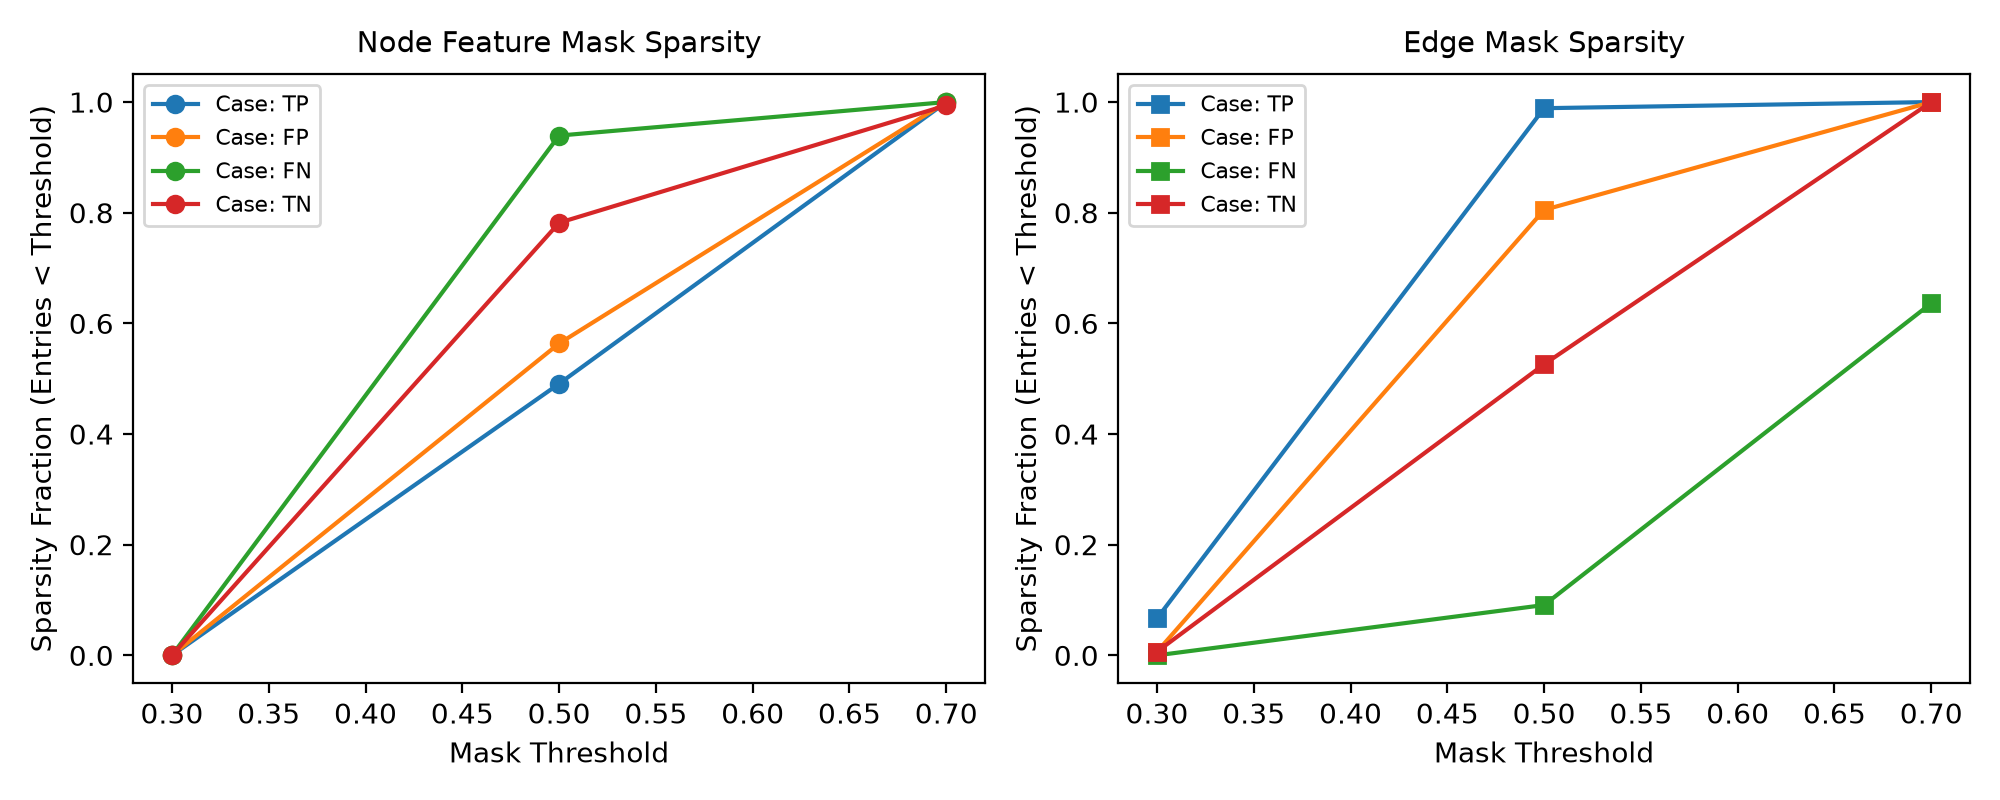 Node Feature Mask Sparsity
Sparsity Fraction (Entries < Threshold)
1.0
0.8
0.6
0.4
0.2
0.0
Case: TP
Case: FP
Case: FN
Case: TN
0.30 0.35 0.40 0.45 0.50 0.55 0.60 0.65 0.70
Mask Threshold
Edge Mask Sparsity
Sparsity Fraction (Entries < Threshold)
1.0
0.8
0.6
0.4
0.2
0.0
Case: TP
Case: FP
Case: FN
Case: TN
0.30 0.35 0.40 0.45 0.50 0.55 0.60 0.65 0.70
Mask Threshold